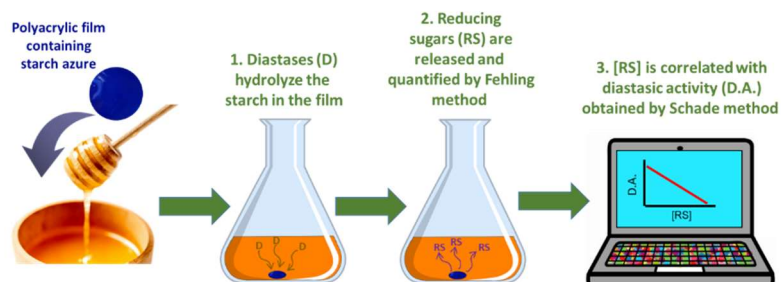 Polyacrylic film
containing
starch azure
1. Diastases (D)
hydrolyze the
starch in the film
2. Reducing
sugars (RS) are
released and
quantified by Fehling
method
3. [RS] is correlated with
diastasic activity (D.A.)
obtained by Schade method
D
D
D
RS
RS
RS
D.A.
[RS]